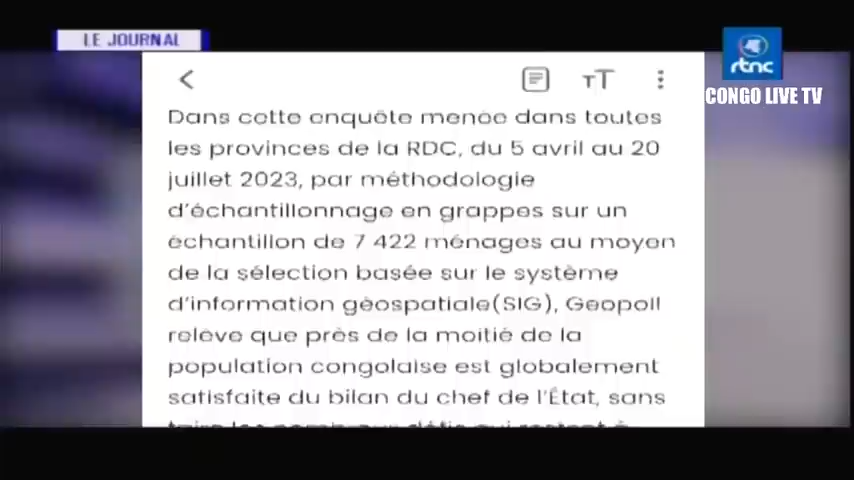 LE JOURNAL
rtnc
CONGO LIVE TV
TT
Dans cette enquête menée dans toutes
les provinces de la RDC, du 5 avril au 20
juillet 2023, par méthodologie
d'échantillonnage en grappes sur un
échantillon de 7 422 ménages au moyen
de la sélection basée sur le système
d'information géospatiale(SIG), Geopoll
relève que près de la moitié de la
population congolaise est globalement
satisfaite du bilan du chef de l'État, sans